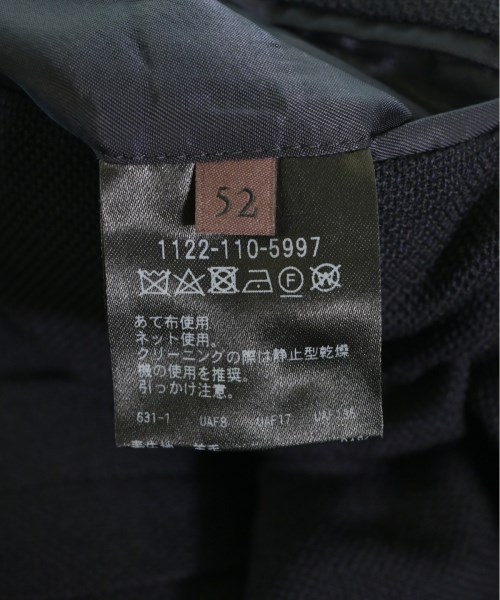 52
1122-110-5997
あて布使用。
ネット使用。
クリーニングの際は静止型乾燥
機の使用を推奨。
引っかけ注意。
631-1 UAF8 UAF17